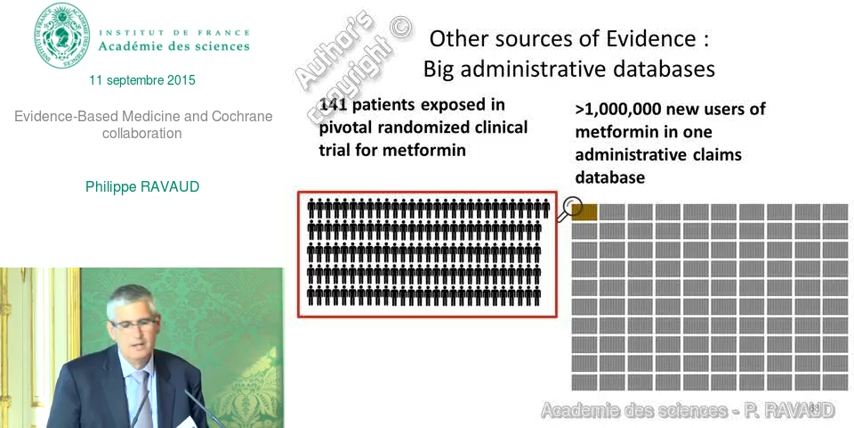 INSTITUT DE FRANCE
Académie des sciences
11 septembre 2015
Evidence-Based Medicine and Cochrane
collaboration
Philippe RAVAUD
Author's
copyright ©
Other sources of Evidence :
Big administrative databases
141 patients exposed in
pivotal randomized clinical
trial for metformin
>1,000,000 new users of
metformin in one
administrative claims
database
Academie des sciences - P. RAVAUD